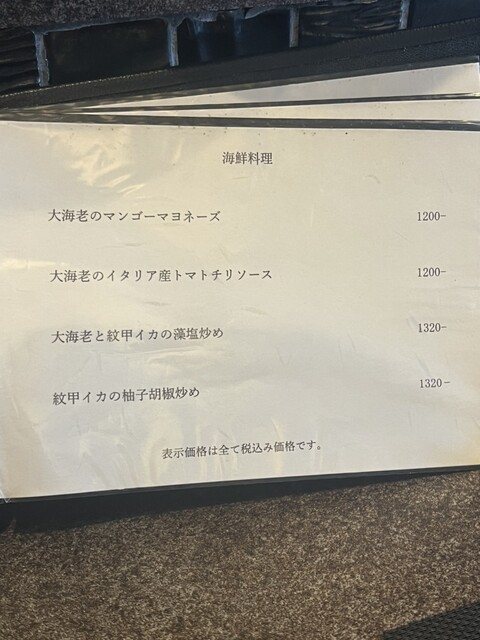 海鮮料理
大海老のマンゴーマヨネーズ 1200-
大海老のイタリア産トマトチリソース 1200-
大海老と紋甲イカの藻塩炒め 1320-
紋甲イカの柚子胡椒炒め 1320-
表示価格は全て税込み価格です。